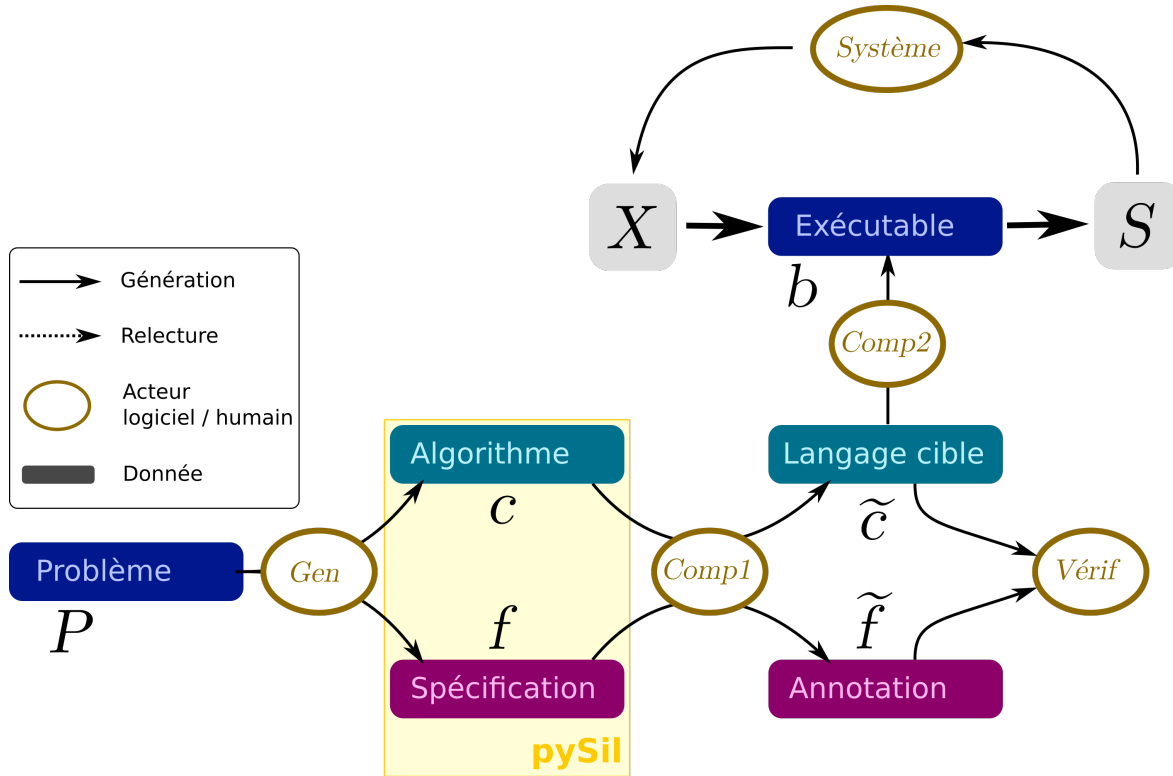 Système
X
Exécutable
S
b
Génération
Relecture
Acteur
logiciel / humain
Donnée
Comp2
Algorithme
Langage cible
c
c̃
Problème
Gen
Comp1
Vérif
P
f
f̃
Spécification
Annotation
pySil